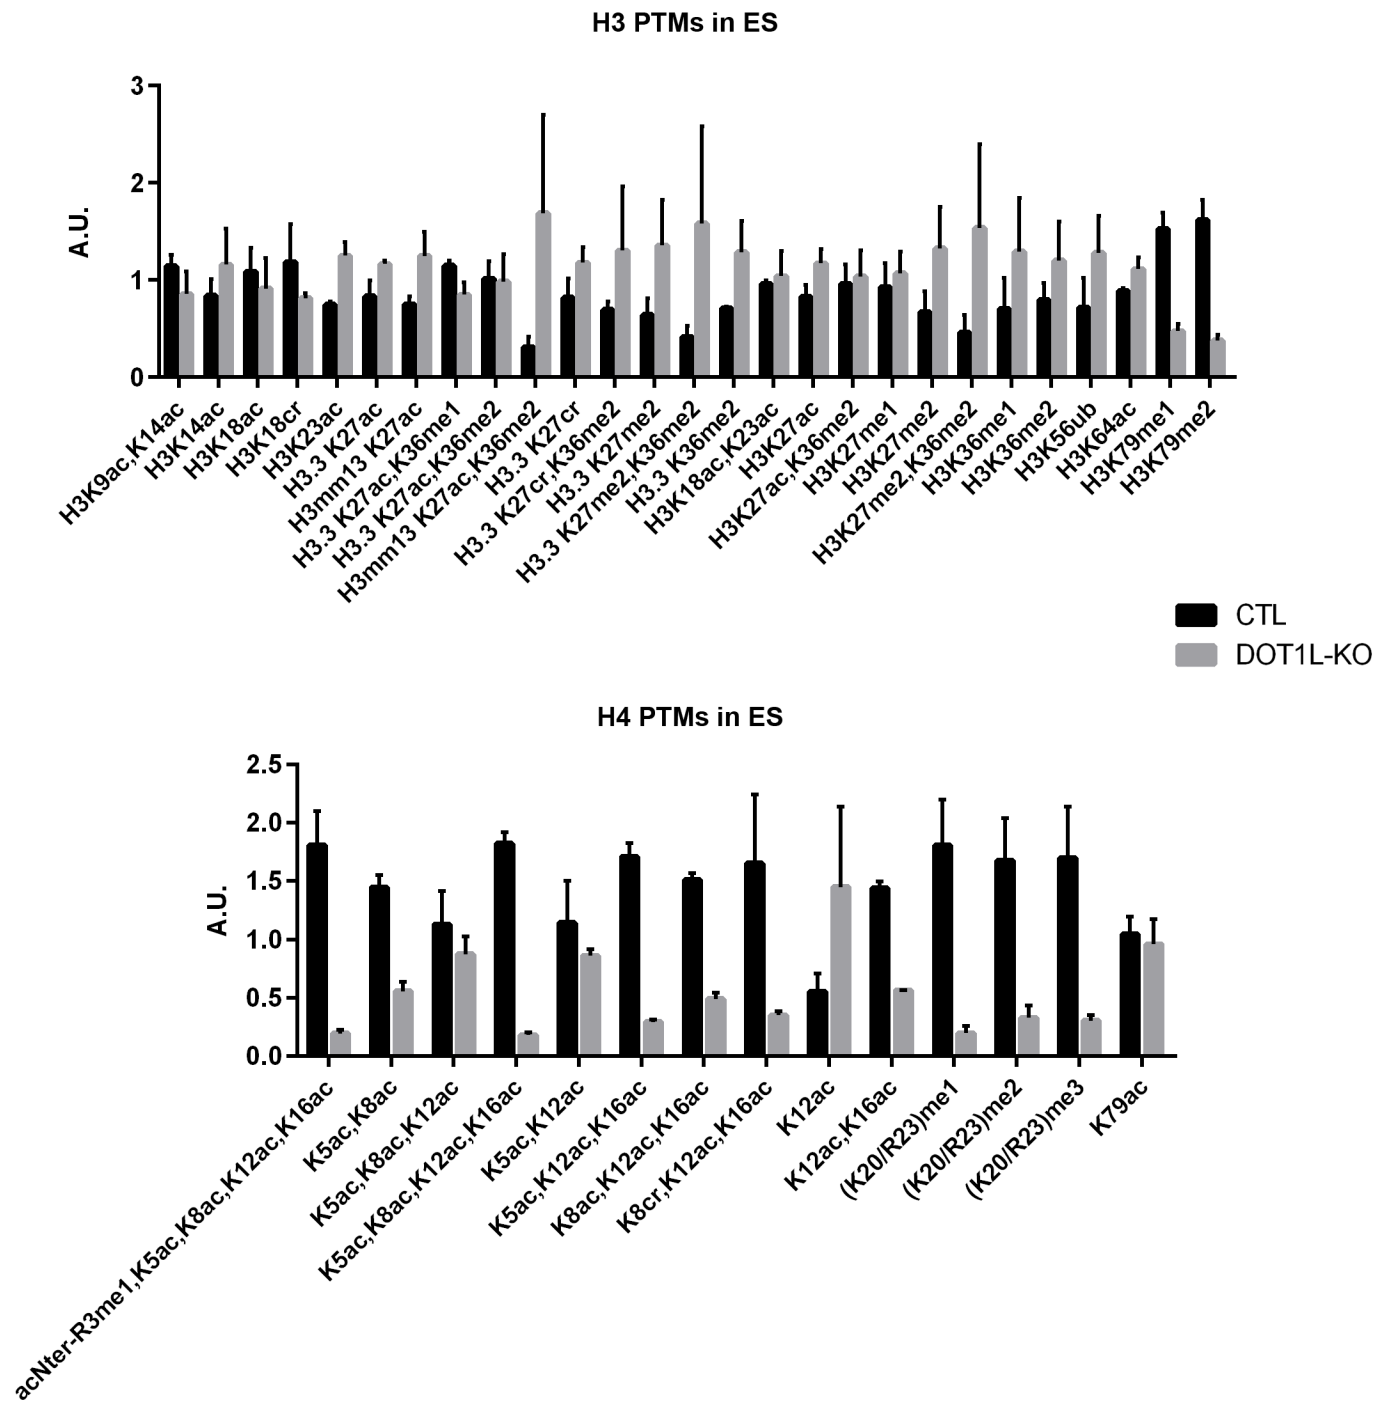 H3 PTMs in ES
3
2
1
0
A.U.
H3K9ac,K14ac
H3K14ac
H3K18ac
H3K18cr
H3K23ac
H3.3 K27ac
H3mm13 K27ac
H3.3 K27ac,K36me1
H3.3 K27ac,K36me2
H3mm13 K27ac,K36me2
H3.3 K27cr
H3.3 K27cr,K36me2
H3.3 K27me2
H3.3 K27me2,K36me2
H3.3 K36me2
H3K18ac,K23ac
H3K27ac
H3K27ac,K36me2
H3K27me1
H3K27me2
H3K27me2,K36me2
H3K36me1
H3K36me2
H3K56ub
H3K64ac
H3K79me1
H3K79me2
CTL
DOT1L-KO
H4 PTMs in ES
2.5
2.0
1.5
1.0
0.5
0.0
A.U.
acNter-R3me1,K5ac,K8ac,K12ac,K16ac
K5ac,K8ac
K5ac,K8ac,K12ac
K5ac,K8ac,K12ac,K16ac
K5ac,K12ac
K5ac,K12ac,K16ac
K8ac,K12ac,K16ac
K8cr,K12ac,K16ac
K12ac
K12ac,K16ac
(K20/R23)me1
(K20/R23)me2
(K20/R23)me3
K79ac